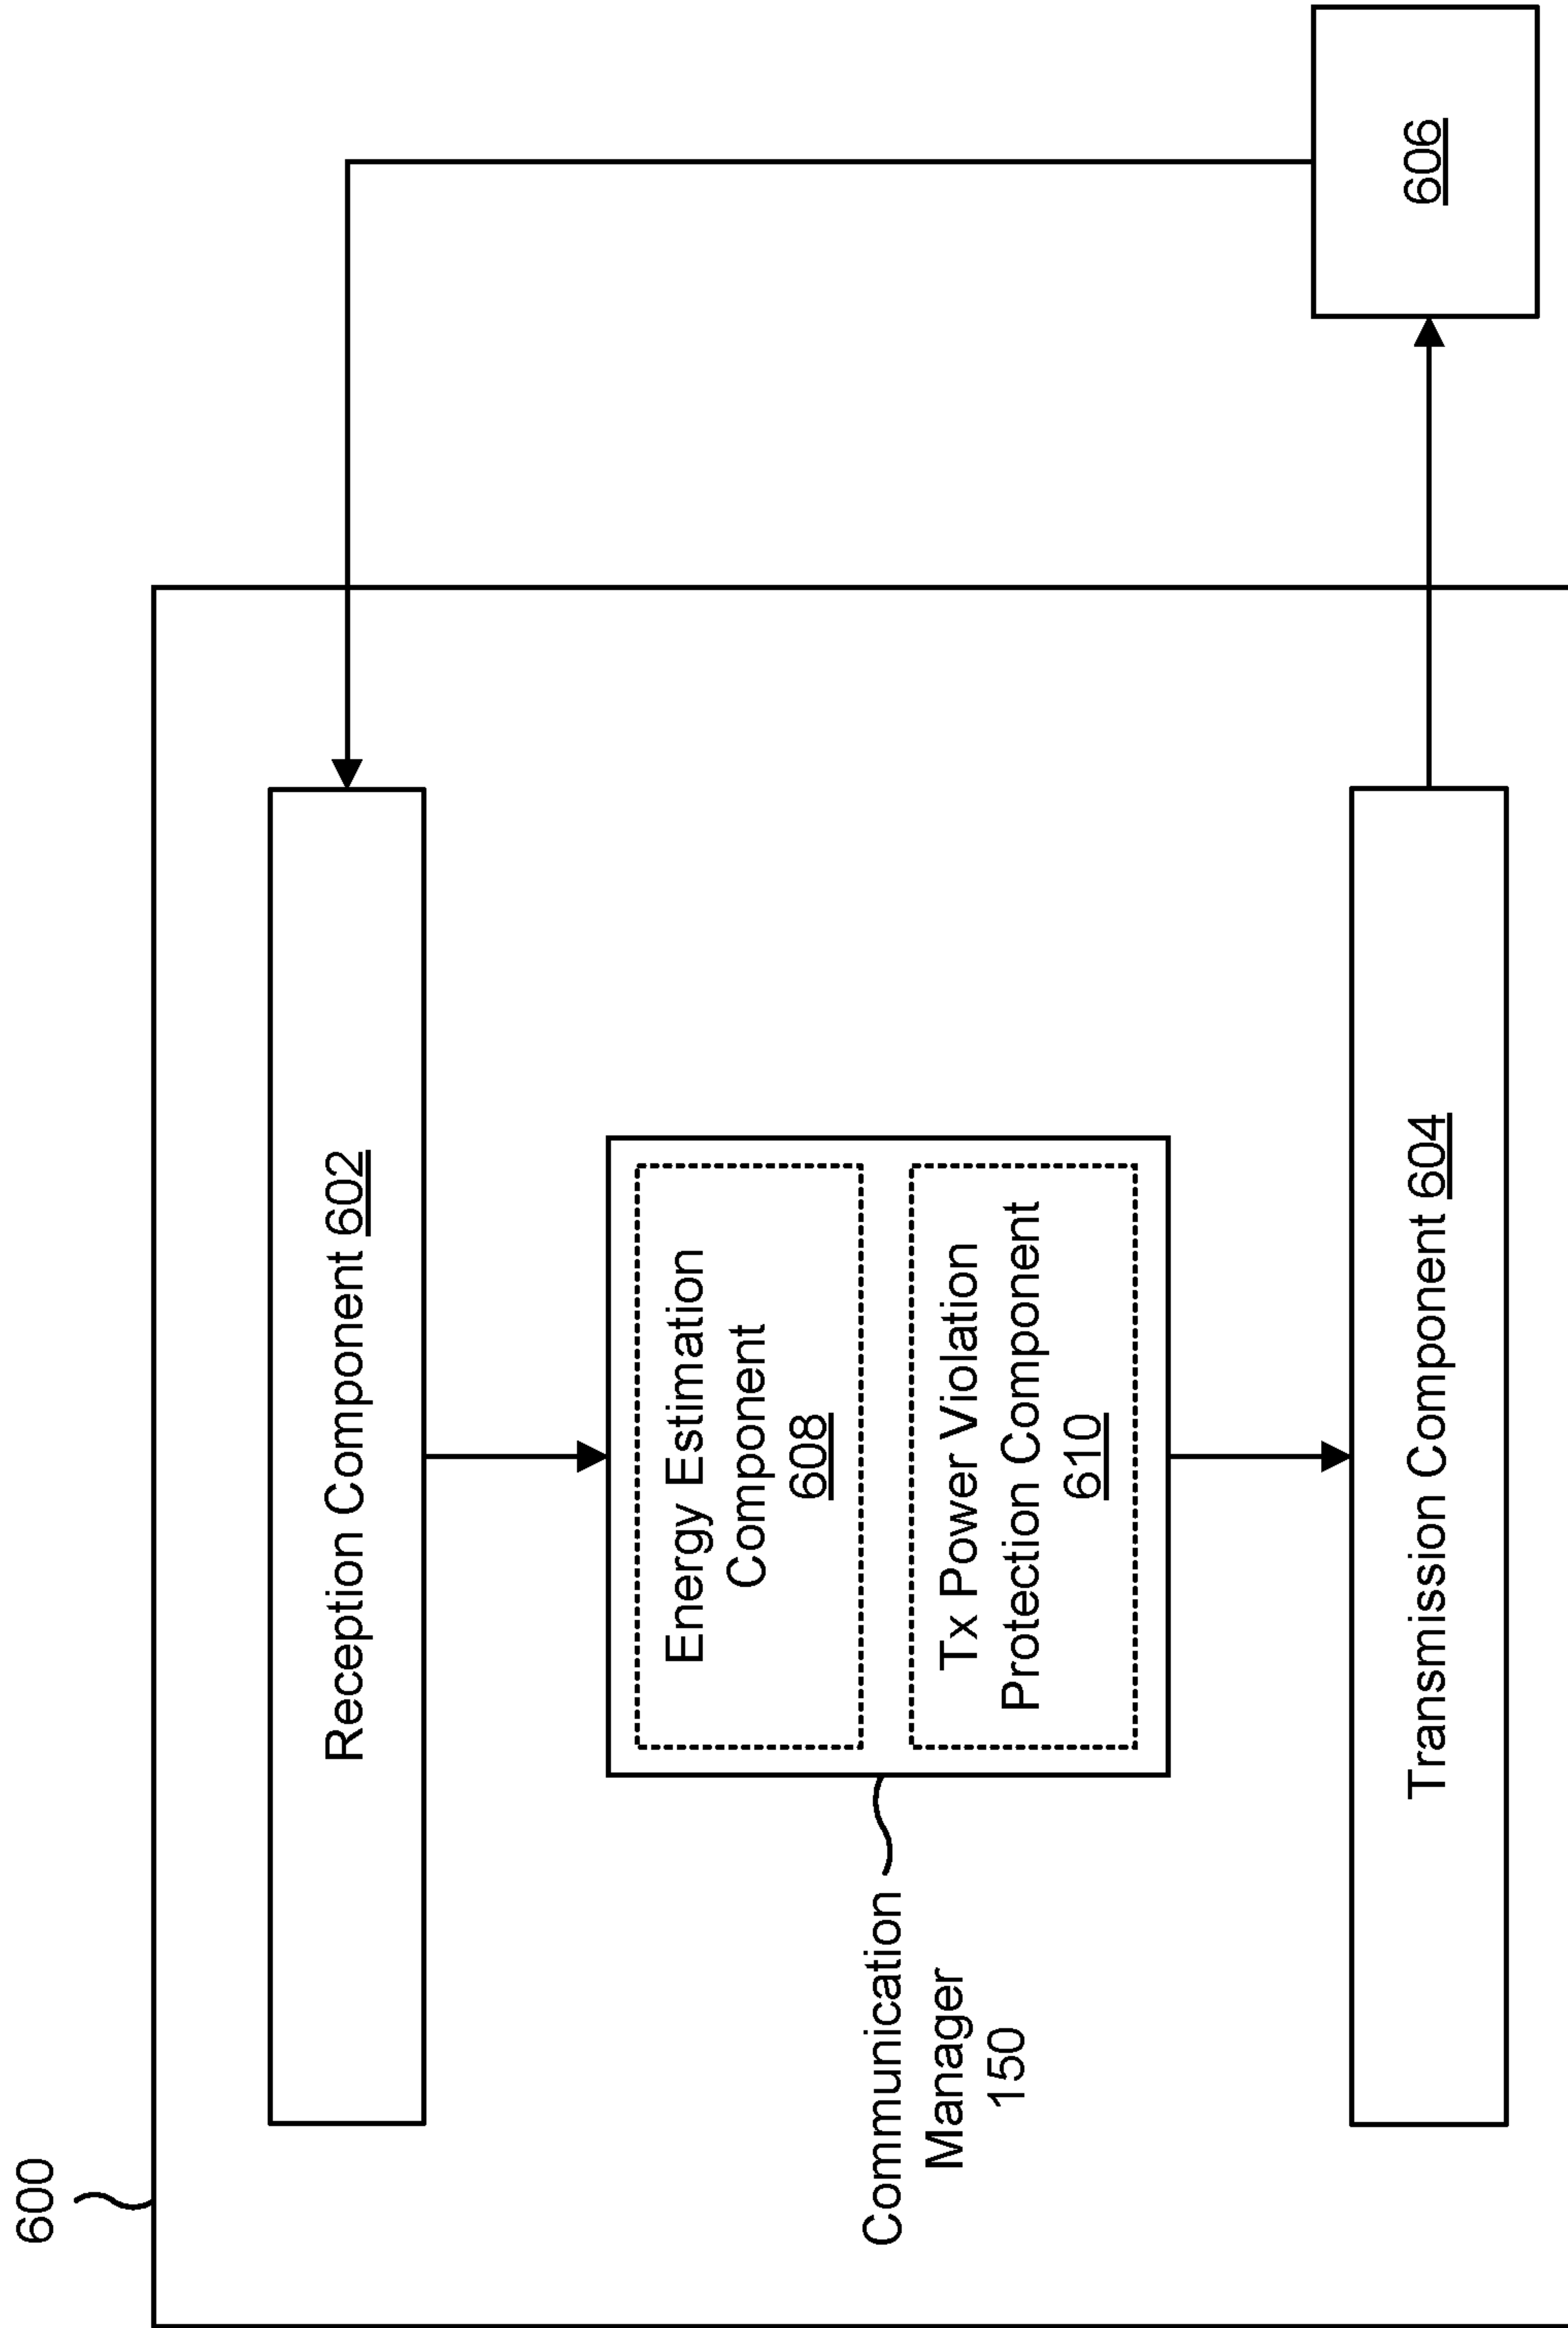 600
Reception Component 602
Communication
Manager
150
Energy Estimation
Component
608
Tx Power Violation
Protection Component
610
606
Transmission Component 604